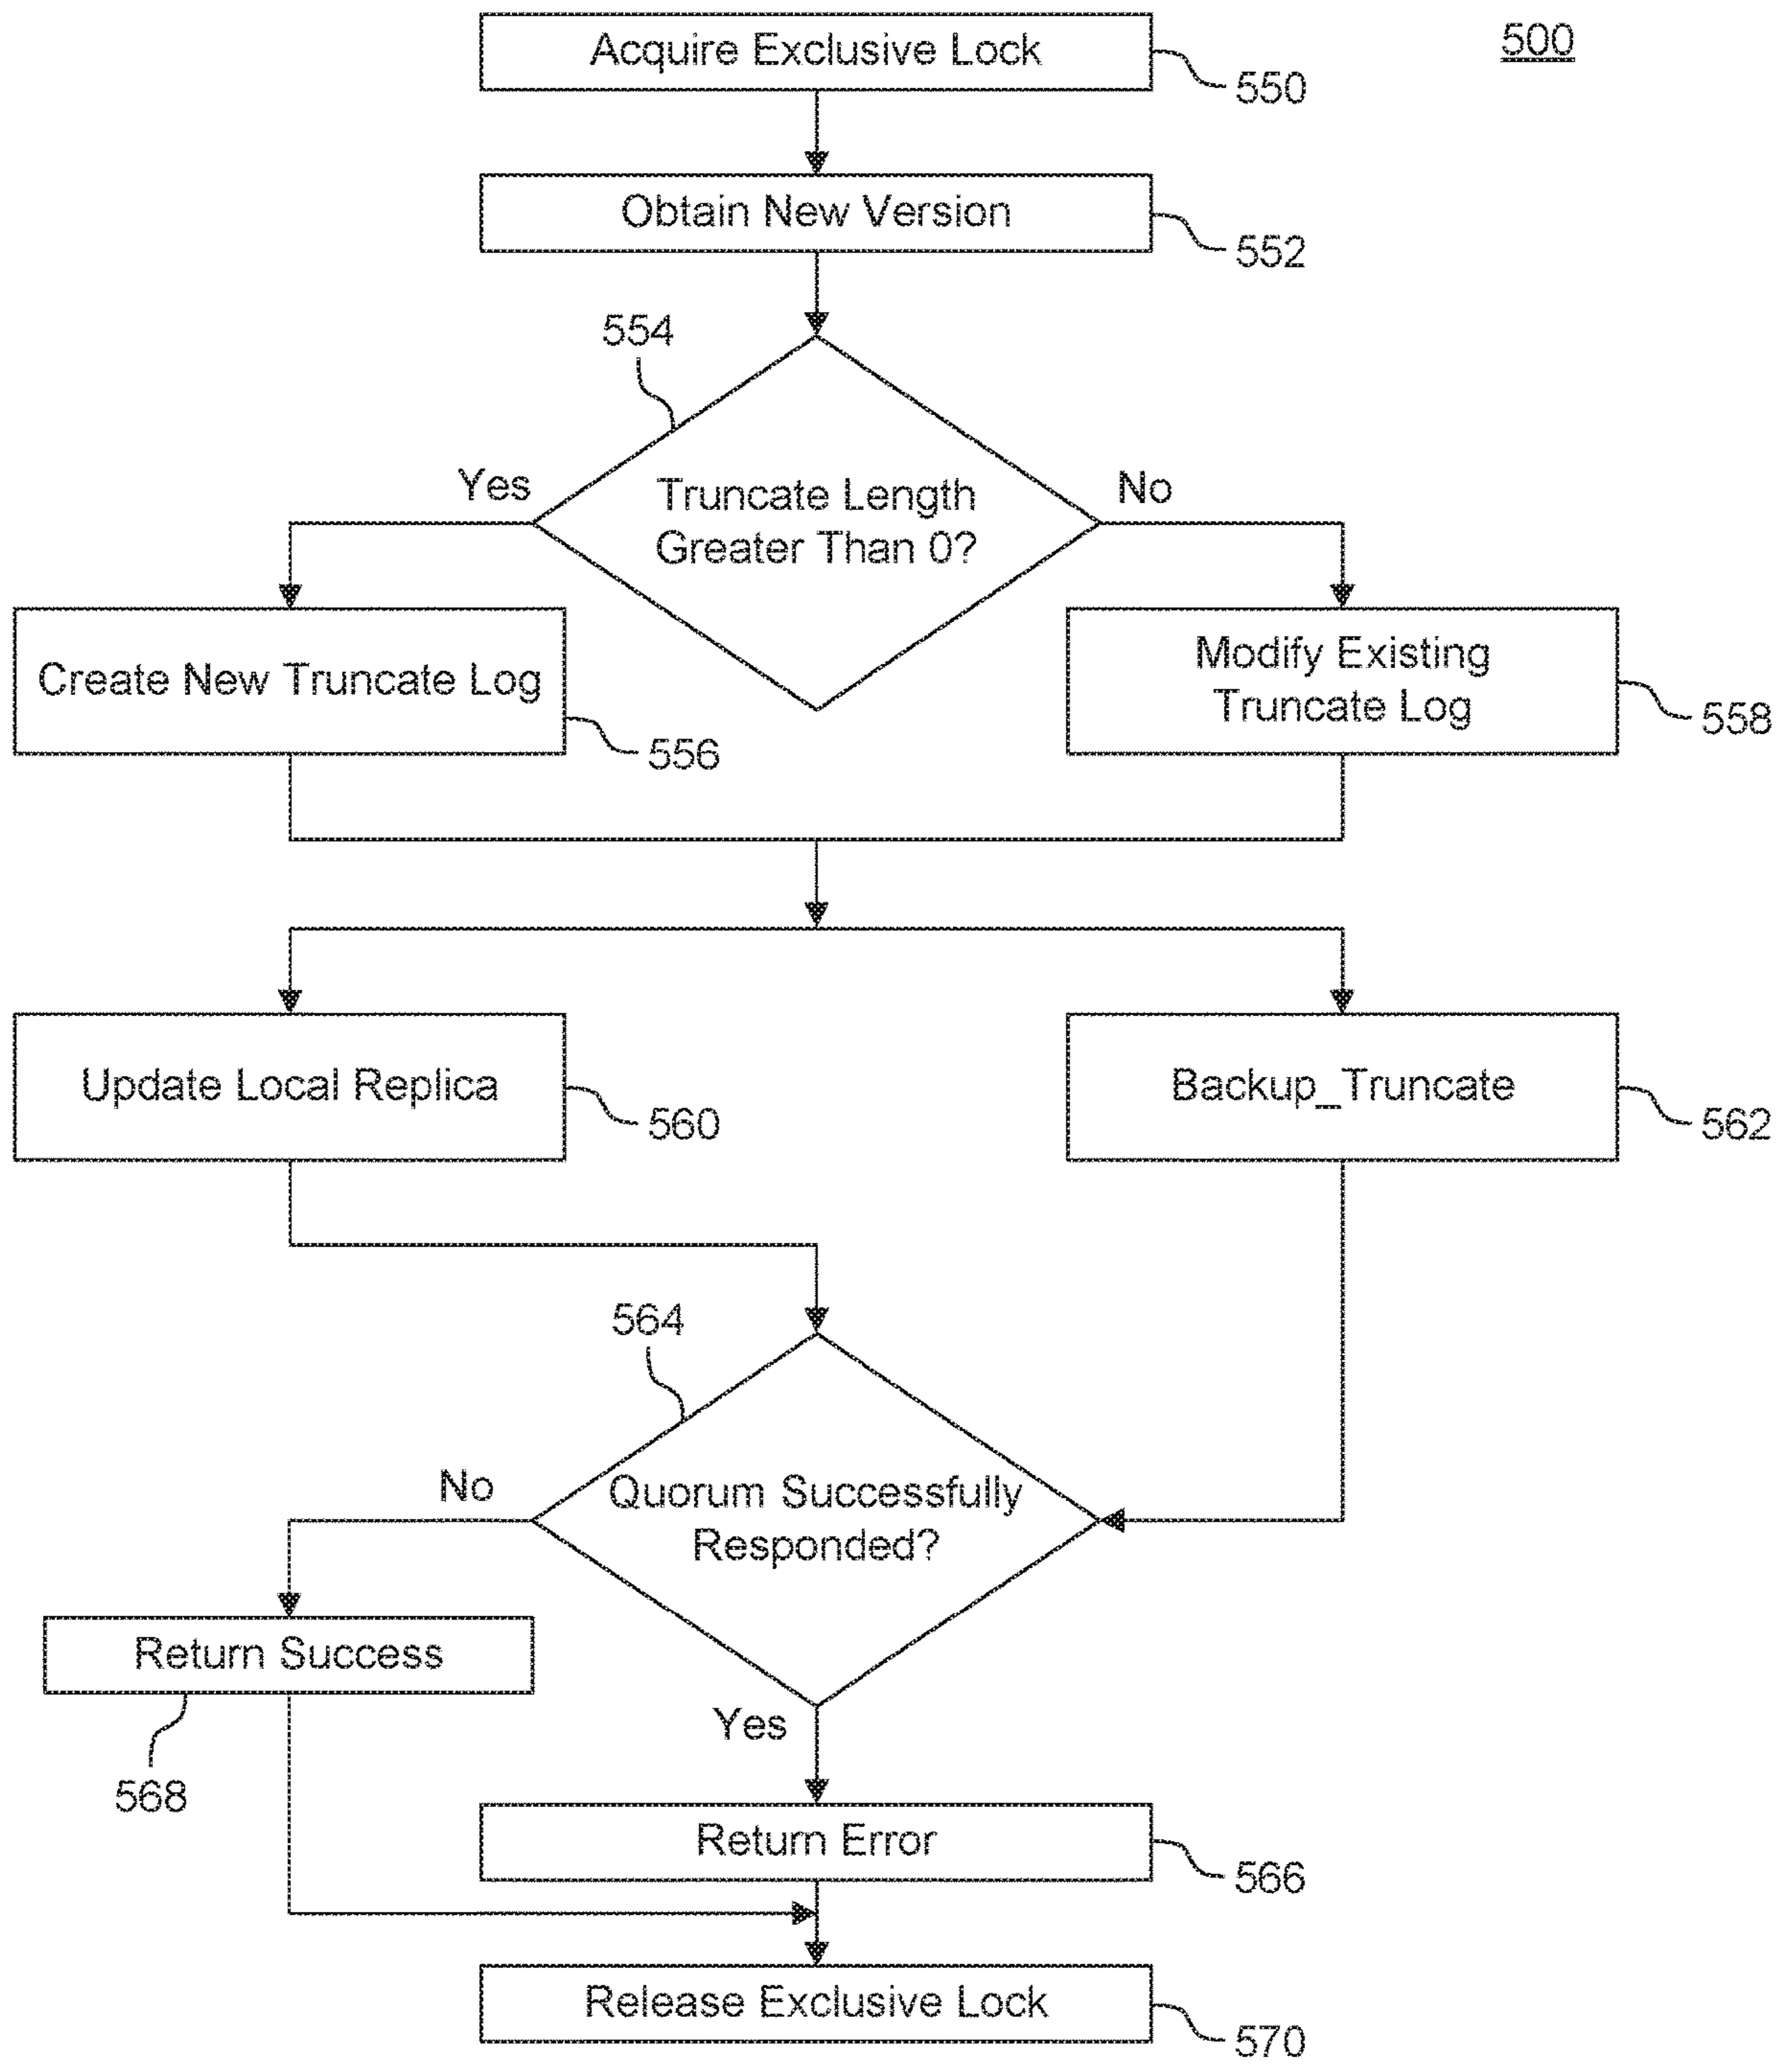 Acquire Exclusive Lock
500
550
Obtain New Version
552
554
Yes
No
Truncate Length
Greater Than 0?
Create New Truncate Log
556
Modify Existing
Truncate Log
558
Update Local Replica
560
Backup_Truncate
562
564
No
Quorum Successfully
Responded?
Return Success
568
Yes
Return Error
566
Release Exclusive Lock
570